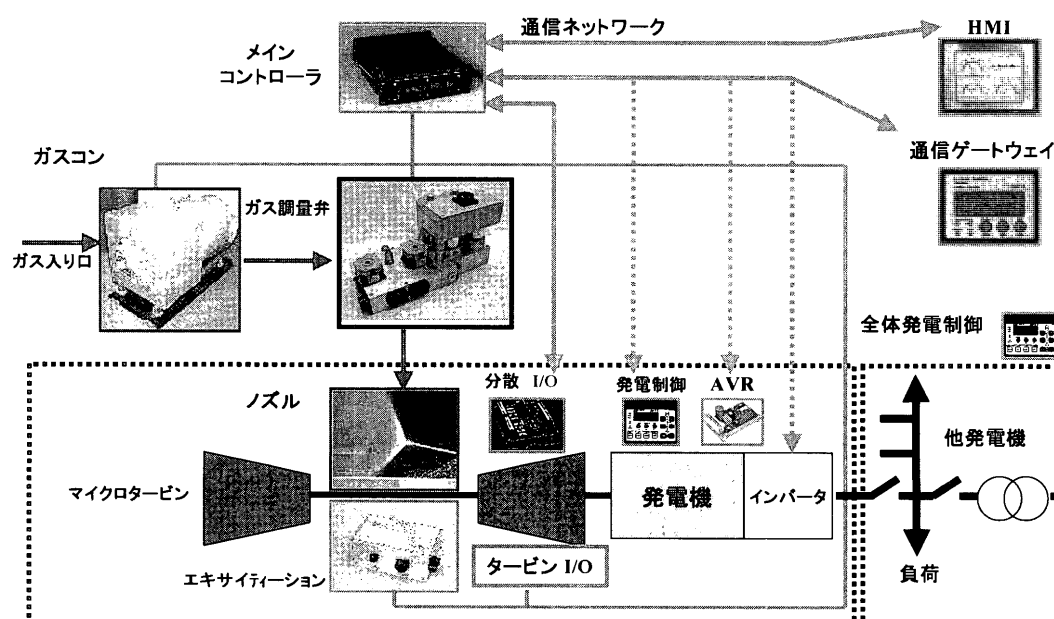 通信ネットワーク
HMI
メイン
コントローラ
ガスコン
通信ゲートウェイ
ガス調量弁
ガス入り口
全体発電制御
分散 I/O
発電制御
AVR
ノズル
他発電機
マイクロタービン
発電機
インバータ
エキサイティーション
タービン I/O
負荷